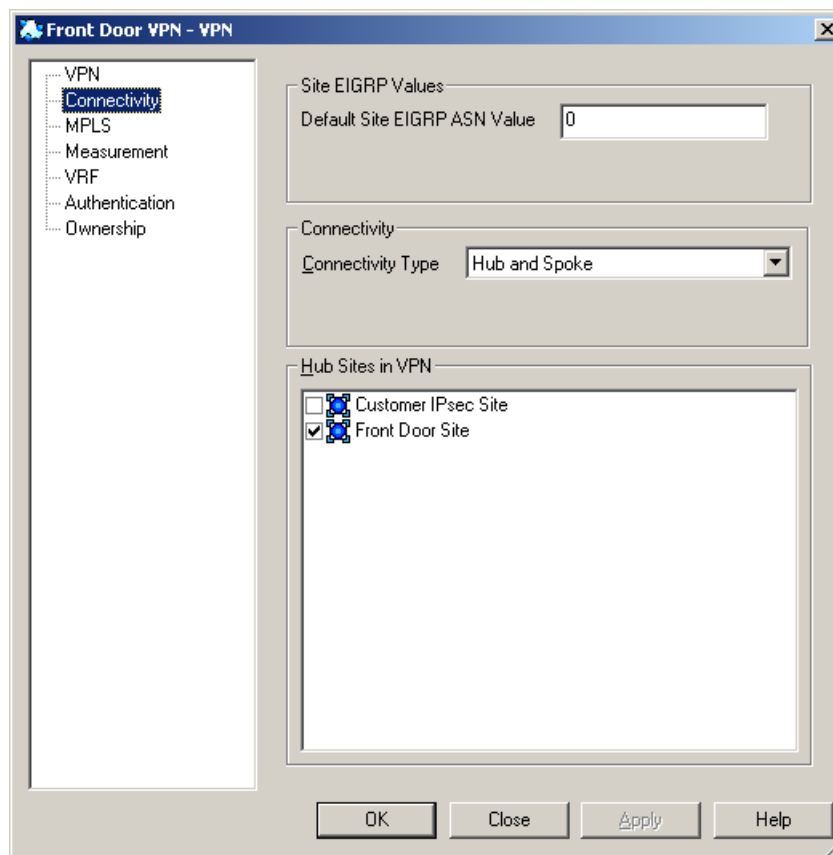 Front Door VPN - VPN
VPN
Connectivity
MPLS
Measurement
VRF
Authentication
Ownership
Site EIGRP Values
Default Site EIGRP ASN Value 0
Connectivity
Connectivity Type Hub and Spoke
Hub Sites in VPN
Customer IPsec Site
Front Door Site
OK Close Apply Help